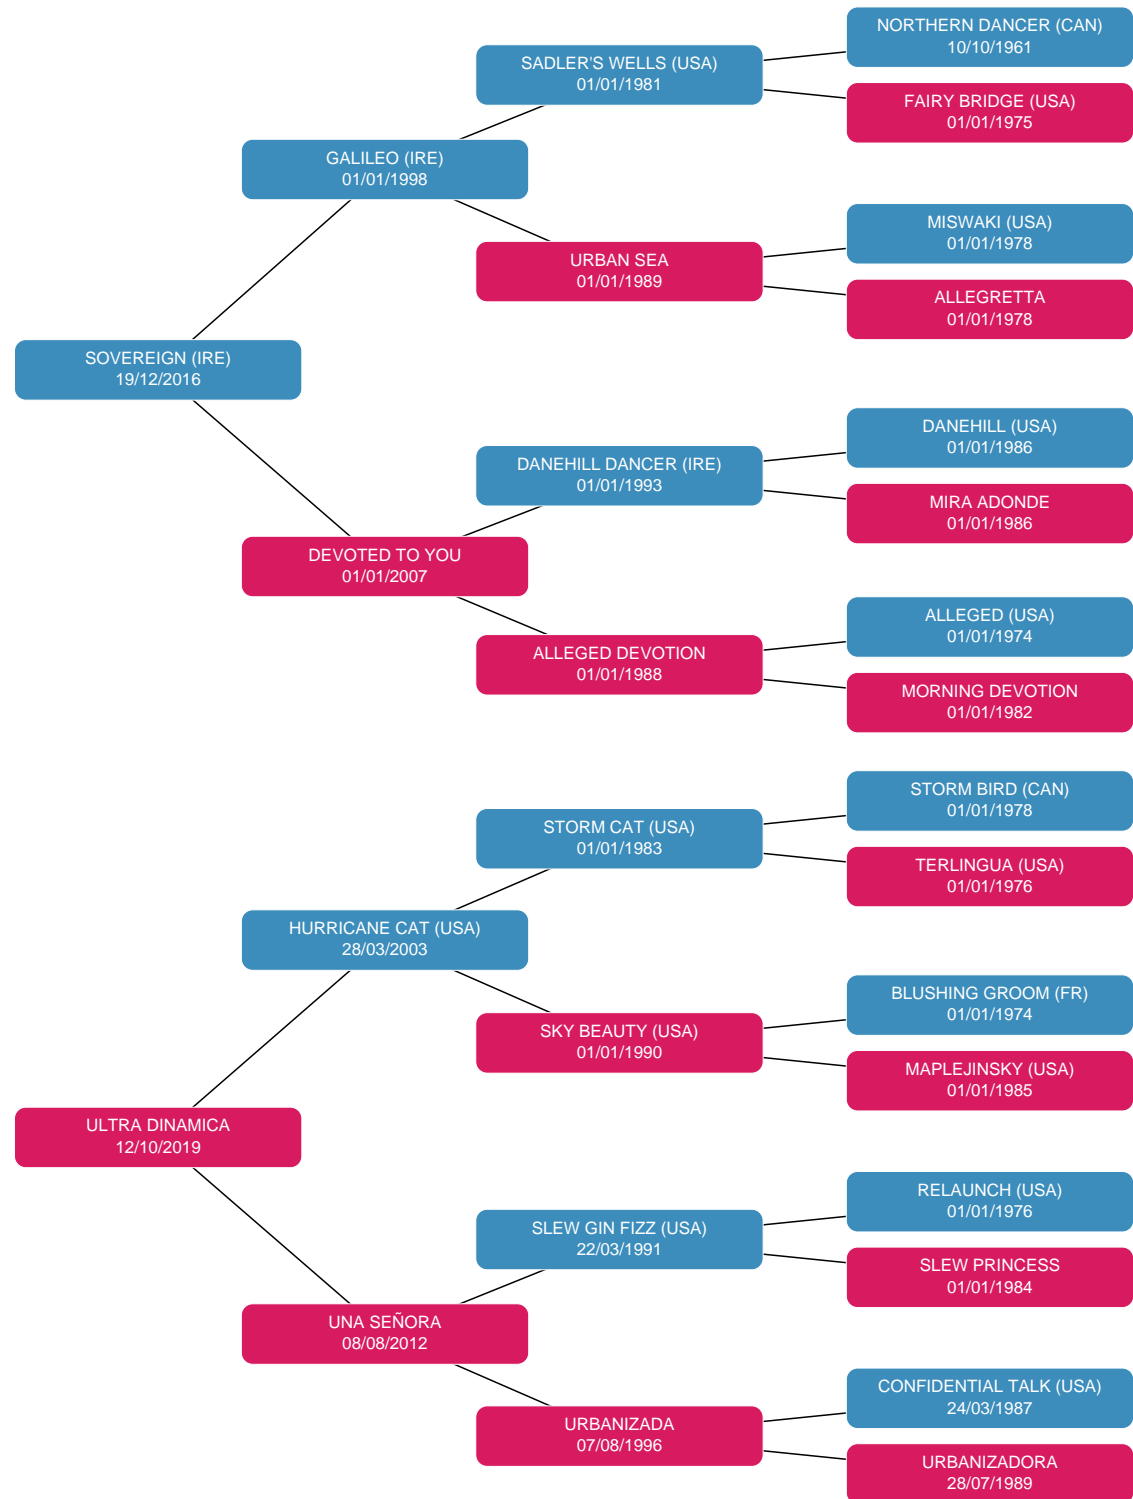 NORTHERN DANCER (CAN)
10/10/1961
SADLER'S WELLS (USA)
01/01/1981
FAIRY BRIDGE (USA)
01/01/1975
GALILEO (IRE)
01/01/1998
MISWAKI (USA)
01/01/1978
URBAN SEA
01/01/1989
ALLEGRETTA
01/01/1978
SOVEREIGN (IRE)
19/12/2016
DANEHILL (USA)
01/01/1986
DANEHILL DANCER (IRE)
01/01/1993
MIRA ADONDE
01/01/1986
DEVOTED TO YOU
01/01/2007
ALLEGED (USA)
01/01/1974
ALLEGED DEVOTION
01/01/1988
MORNING DEVOTION
01/01/1982
STORM BIRD (CAN)
01/01/1978
STORM CAT (USA)
01/01/1983
TERLINGUA (USA)
01/01/1976
HURRICANE CAT (USA)
28/03/2003
BLUSHING GROOM (FR)
01/01/1974
SKY BEAUTY (USA)
01/01/1990
MAPLEJINSKY (USA)
01/01/1985
ULTRA DINAMICA
12/10/2019
RELAUNCH (USA)
01/01/1976
SLEW GIN FIZZ (USA)
22/03/1991
SLEW PRINCESS
01/01/1984
UNA SEÑORA
08/08/2012
CONFIDENTIAL TALK (USA)
24/03/1987
URBANIZADA
07/08/1996
URBANIZADORA
28/07/1989